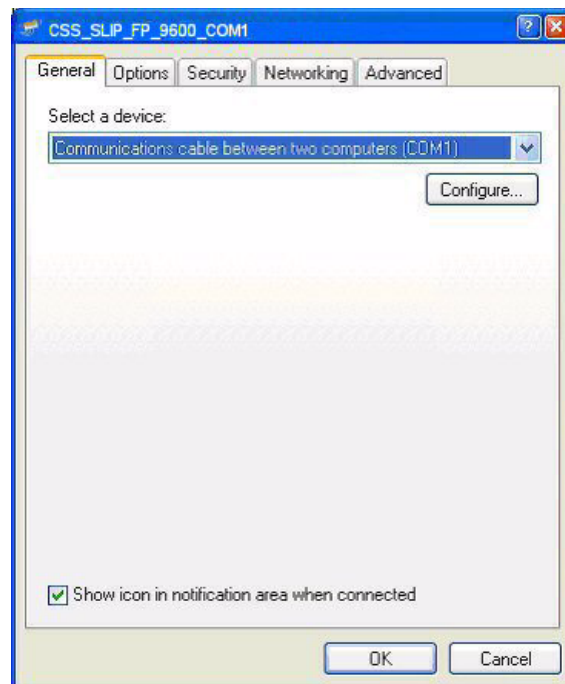 CSS_SLIP_FP_9600_COM1
General Options Security Networking Advanced
Select a device:
Communications cable between two computers (COM1)
Configure...
Show icon in notification area when connected
OK Cancel